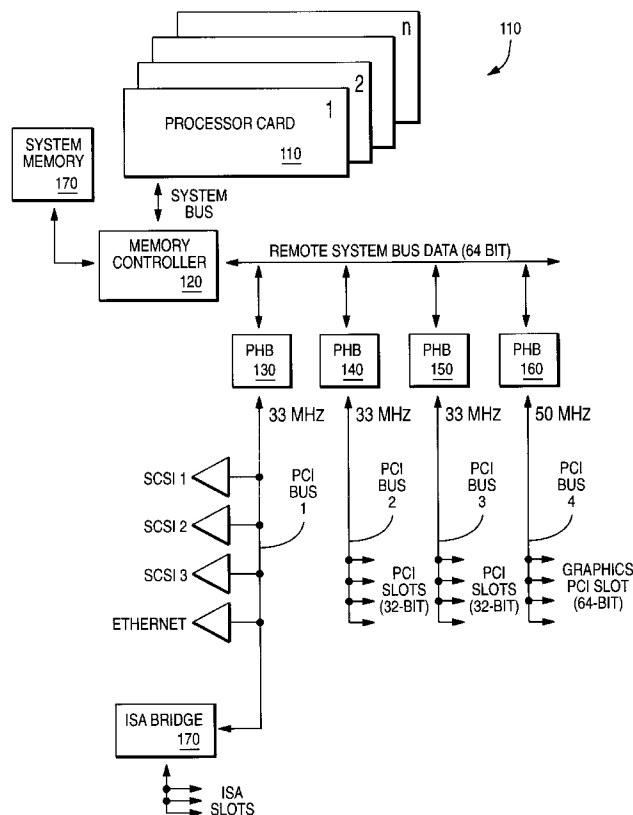 n
110
2
1
PROCESSOR CARD
110
SYSTEM
MEMORY
170
SYSTEM
BUS
MEMORY
CONTROLLER
120
REMOTE SYSTEM BUS DATA (64 BIT)
PHB
130
PHB
140
PHB
150
PHB
160
33 MHz
33 MHz
33 MHz
50 MHz
SCSI 1
SCSI 2
SCSI 3
ETHERNET
PCI
BUS
1
PCI
BUS
2
PCI
BUS
3
PCI
BUS
4
PCI
SLOTS
(32-BIT)
PCI
SLOTS
(32-BIT)
GRAPHICS
PCI SLOT
(64-BIT)
ISA BRIDGE
170
ISA
SLOTS